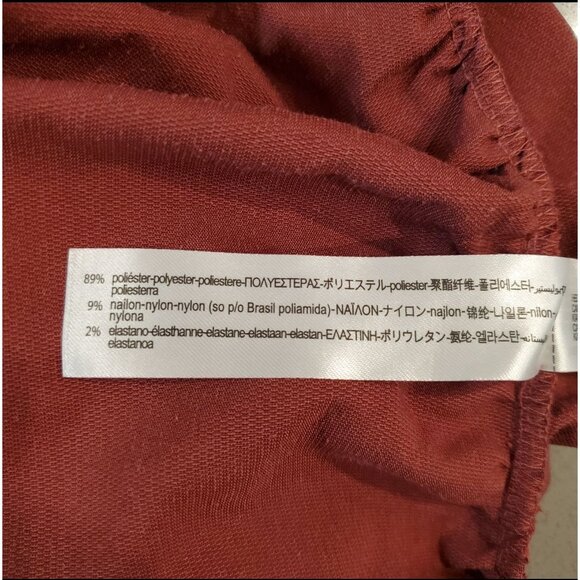 89% poliéster-polyester-poliestere-ΠΟΛΥΕΣΤΕΡΑΣ-ポリエステル-poliester-聚酯纤维-폴리에스터-بوليستير
poliesterra
9% nailon-nylon-nylon (so p/o Brasil poliamida)-ΝΑΪΛΟΝ-ナイロン-najlon-锦纶-나일론-nilon-
nylona
2% elastano-élasthanne-elastane-elastaan-elastan-ΕΛΑΣΤΙΝΗ-ポリウレタン-氨纶-엘라스탄-
elastanoa